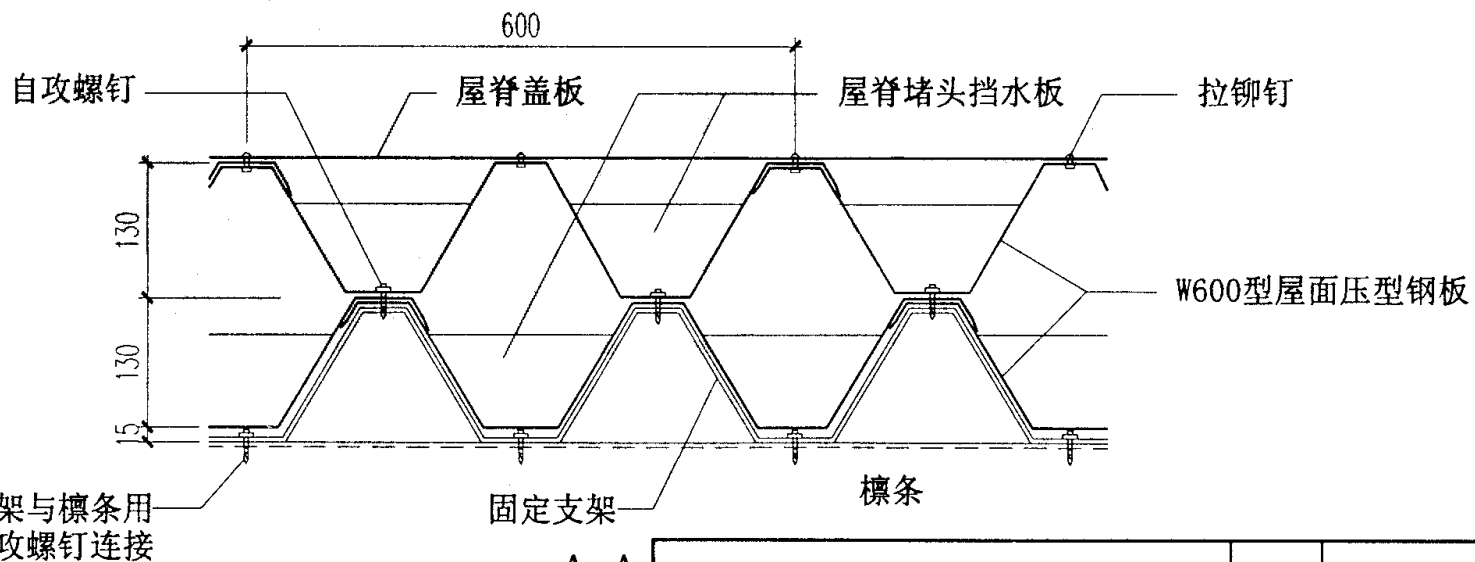 600
自攻螺钉
屋脊盖板
屋脊堵头挡水板
拉铆钉
130
W600型屋面压型钢板
130
15
架与檩条用
攻螺钉连接
固定支架
檩条